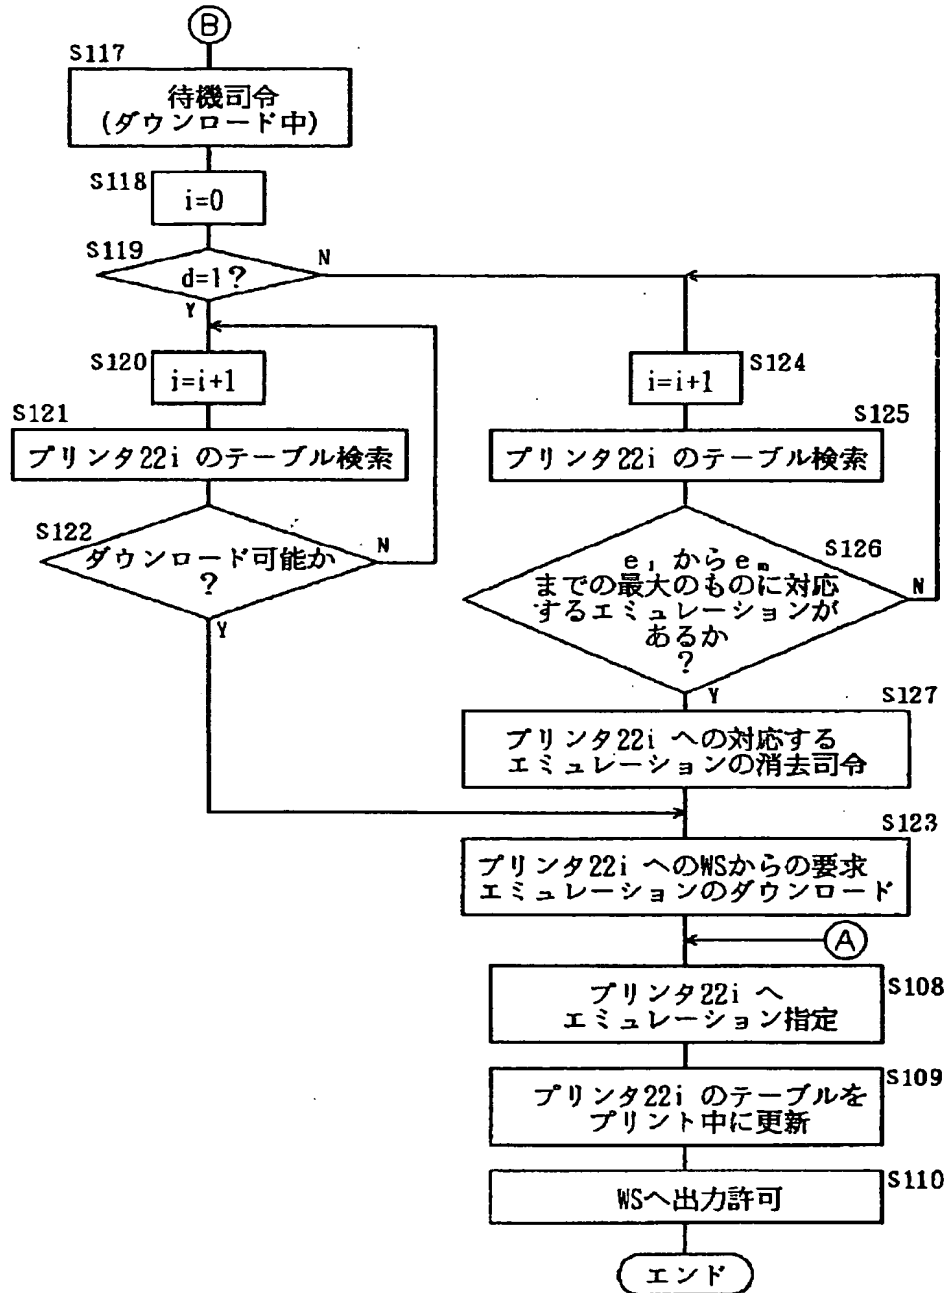 B
S117
待機司令
(ダウンロード中)
S118
i=0
S119
d=1?
N
Y
S120
i=i+1
S124
i=i+1
S121
プリンタ22i のテーブル検索
S125
プリンタ22i のテーブル検索
S122
ダウンロード可能か
?
N
Y
S126
e₁からeₘ
までの最大のものに対応
するエミュレーションが
あるか
?
N
Y
S127
プリンタ22i への対応する
エミュレーションの消去司令
S123
プリンタ22i へのWSからの要求
エミュレーションのダウンロード
A
S108
プリンタ22i へ
エミュレーション指定
S109
プリンタ22i のテーブルを
プリント中に更新
S110
WSへ出力許可
エンド